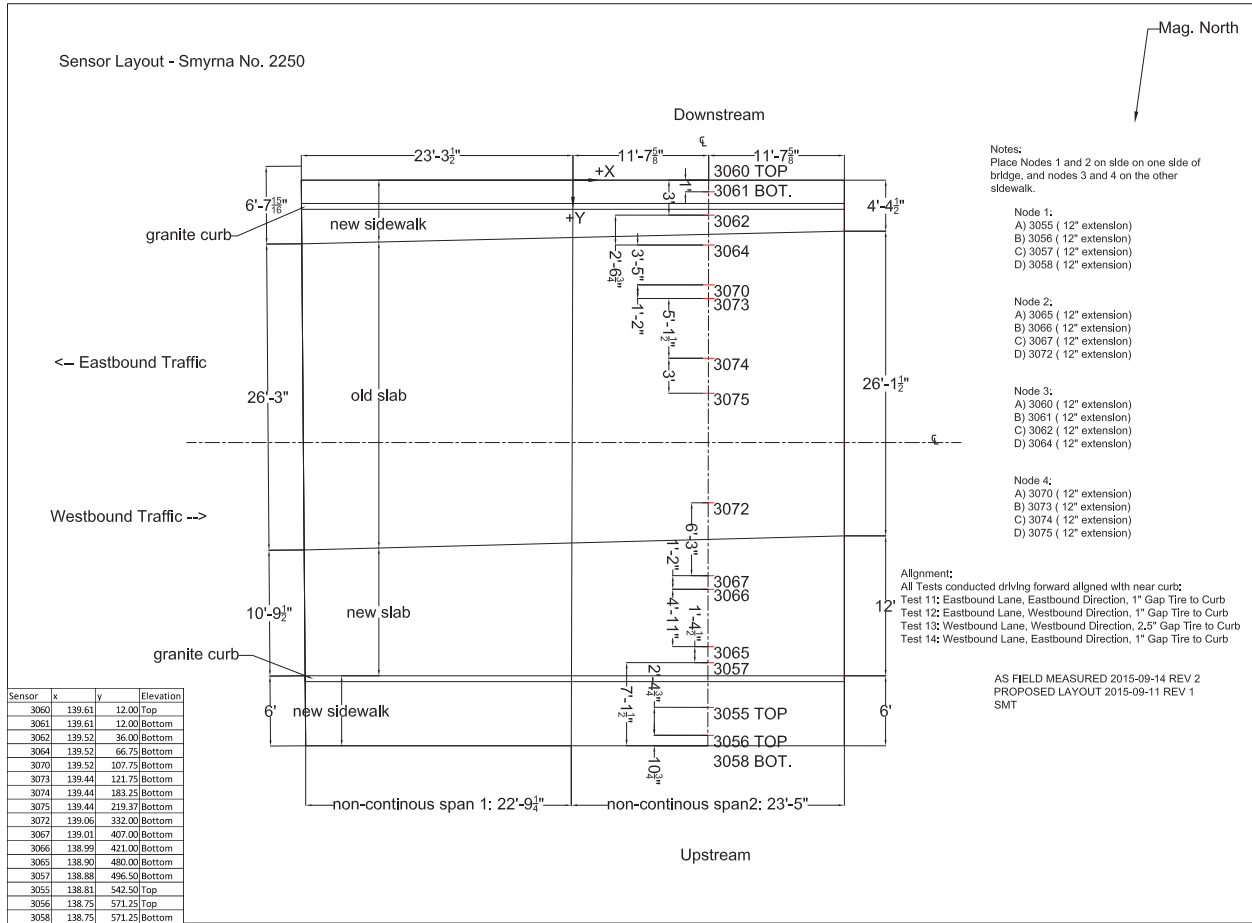 Mag. North
Sensor Layout - Smyrna No. 2250
Downstream
℄
23'-3½"
11'-7⅝"
11'-7⅝"
+X
+Y
3060 TOP
1'
3061 BOT.
3'
3062
6'-7 15/16"
4'-4½"
granite curb
new sidewalk
3064
2'-6¾"
3'-5"
3070
3073
1'-2"
5'-1½"
<-- Eastbound Traffic
3074
3'
26'-3"
old slab
3075
26'-1½"
℄
Westbound Traffic -->
3072
6'-3"
3067
1'-2"
3066
4'-11"
1'-4½"
10'-9½"
new slab
12'
3065
3057
granite curb
2'-4¾"
7'-1½"
6'
new sidewalk
3055 TOP
6'
3056 TOP
3058 BOT.
10¾"
non-continous span 1: 22'-9¼"
non-continous span2: 23'-5"
Upstream
Notes:
Place Nodes 1 and 2 on side on one side of
bridge, and nodes 3 and 4 on the other
sidewalk.
Node 1:
A) 3055 ( 12" extension)
B) 3056 ( 12" extension)
C) 3057 ( 12" extension)
D) 3058 ( 12" extension)
Node 2:
A) 3065 ( 12" extension)
B) 3066 ( 12" extension)
C) 3067 ( 12" extension)
D) 3072 ( 12" extension)
Node 3:
A) 3060 ( 12" extension)
B) 3061 ( 12" extension)
C) 3062 ( 12" extension)
D) 3064 ( 12" extension)
Node 4:
A) 3070 ( 12" extension)
B) 3073 ( 12" extension)
C) 3074 ( 12" extension)
D) 3075 ( 12" extension)
Alignment:
All Tests conducted driving forward aligned with near curb:
Test 11: Eastbound Lane, Eastbound Direction, 1" Gap Tire to Curb
Test 12: Eastbound Lane, Westbound Direction, 1" Gap Tire to Curb
Test 13: Westbound Lane, Westbound Direction, 2.5" Gap Tire to Curb
Test 14: Westbound Lane, Eastbound Direction, 1" Gap Tire to Curb
AS FIELD MEASURED 2015-09-14 REV 2
PROPOSED LAYOUT 2015-09-11 REV 1
SMT
Sensor x y Elevation
3060 139.61 12.00 Top
3061 139.61 12.00 Bottom
3062 139.52 36.00 Bottom
3064 139.52 66.75 Bottom
3070 139.52 107.75 Bottom
3073 139.44 121.75 Bottom
3074 139.44 183.25 Bottom
3075 139.44 219.37 Bottom
3072 139.06 332.00 Bottom
3067 139.01 407.00 Bottom
3066 138.99 421.00 Bottom
3065 138.90 480.00 Bottom
3057 138.88 496.50 Bottom
3055 138.81 542.50 Top
3056 138.75 571.25 Top
3058 138.75 571.25 Bottom